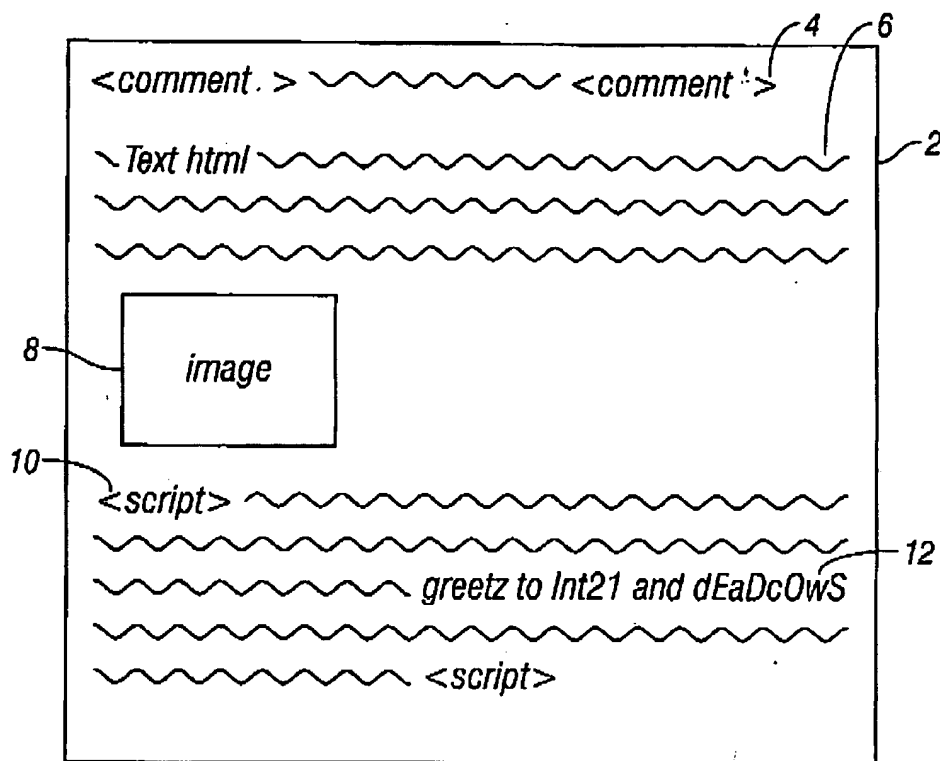 4
<comment > <comment >
6
Text html
2
8
image
10
<script>
12
greetz to Int21 and dEaDcOwS
<script>